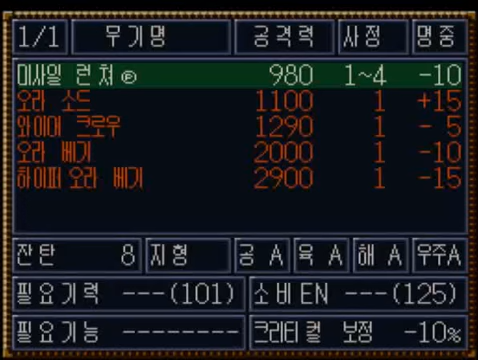 1/1 무기명 공격력 사정 명중
미사일 런처 Ⓟ 980 1~4 -10
오라 소드 1100 1 +15
와이어 크로우 1290 1 - 5
오라 베기 2000 1 -10
하이퍼 오라 베기 2900 1 -15
잔탄 8 지형 공 A 육 A 해 A 우주A
필요기력 ---(101) 소비EN ---(125)
필요기능 -------- 크리티컬 보정 -10%